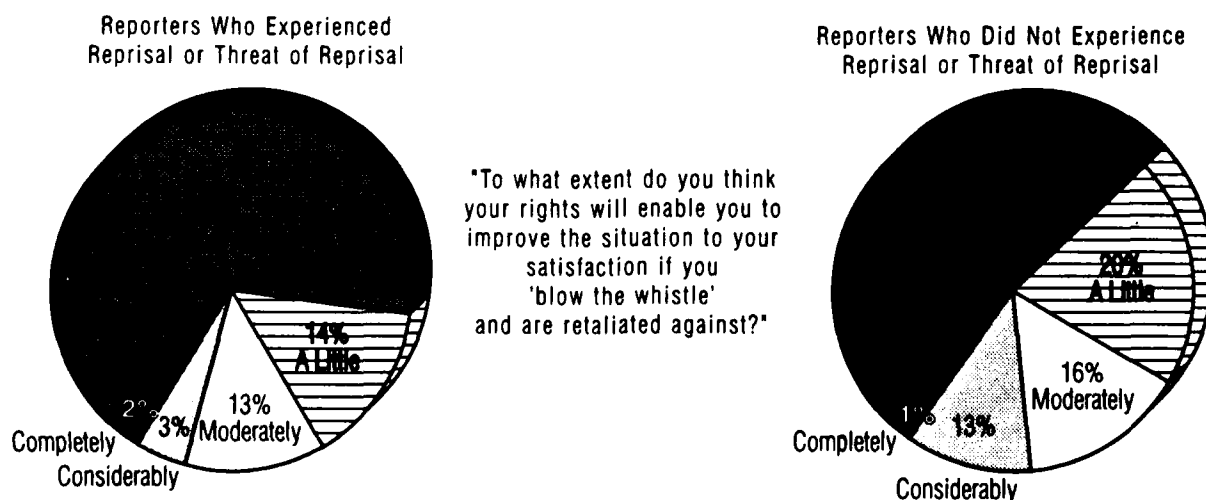 Reporters Who Experienced
Reprisal or Threat of Reprisal
14%
A Little
13%
Moderately
3%
Considerably
2%
Completely
"To what extent do you think
your rights will enable you to
improve the situation to your
satisfaction if you
'blow the whistle'
and are retaliated against?"
Reporters Who Did Not Experience
Reprisal or Threat of Reprisal
20%
A Little
16%
Moderately
13%
Considerably
1%
Completely